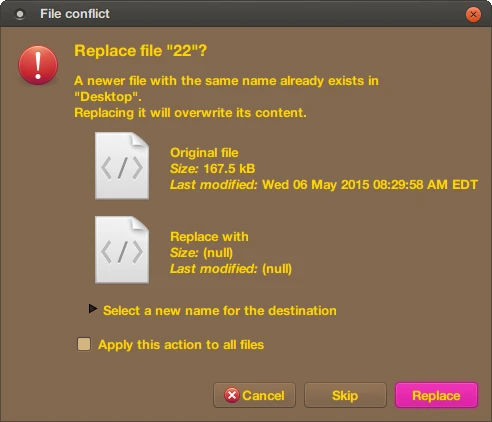 File conflict
Replace file "22"?
A newer file with the same name already exists in
"Desktop".
Replacing it will overwrite its content.
Original file
Size: 167.5 kB
Last modified: Wed 06 May 2015 08:29:58 AM EDT
Replace with
Size: (null)
Last modified: (null)
Select a new name for the destination
Apply this action to all files
Cancel Skip Replace